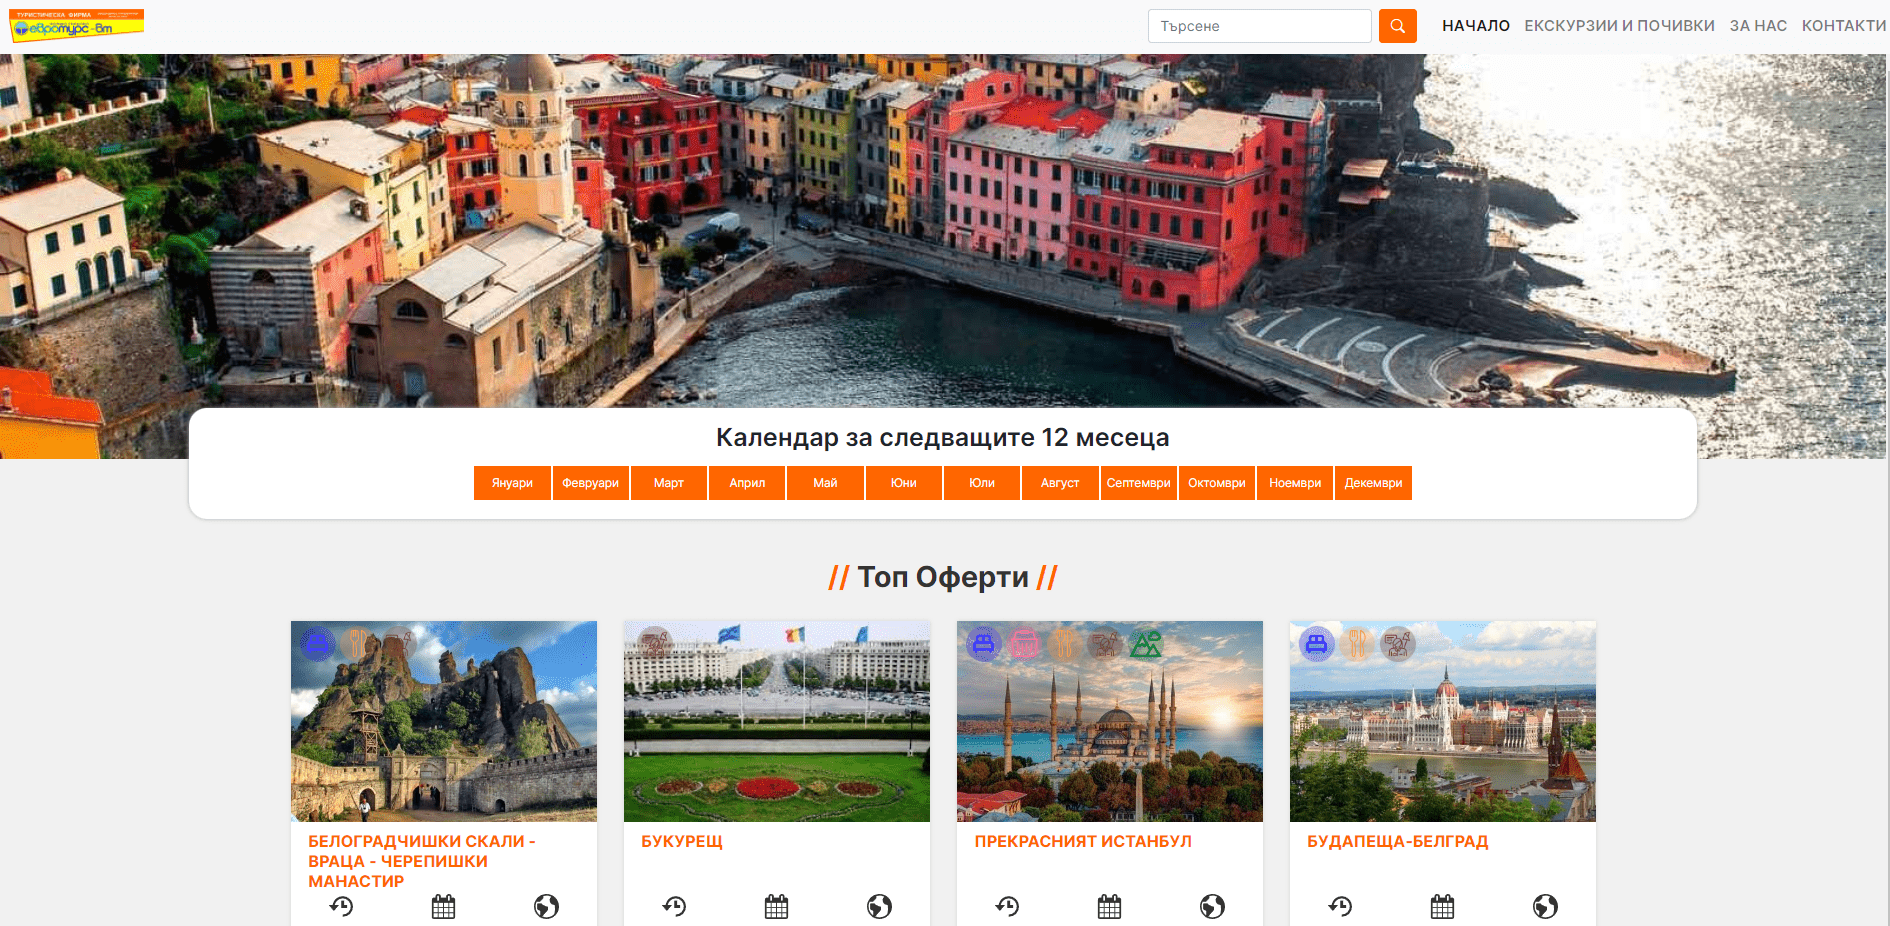 ТУРИСТИЧЕСКА ФИРМА
евротурс-вт
Търсене
НАЧАЛО
ЕКСКУРЗИИ И ПОЧИВКИ
ЗА НАС
КОНТАКТИ
Календар за следващите 12 месеца
Януари
Февруари
Март
Април
Май
Юни
Юли
Август
Септември
Октомври
Ноември
Декември
// Топ Оферти //
БЕЛОГРАДЧИШКИ СКАЛИ -
ВРАЦА - ЧЕРЕПИШКИ
МАНАСТИР
БУКУРЕЩ
ПРЕКРАСНИЯТ ИСТАНБУЛ
БУДАПЕЩА-БЕЛГРАД